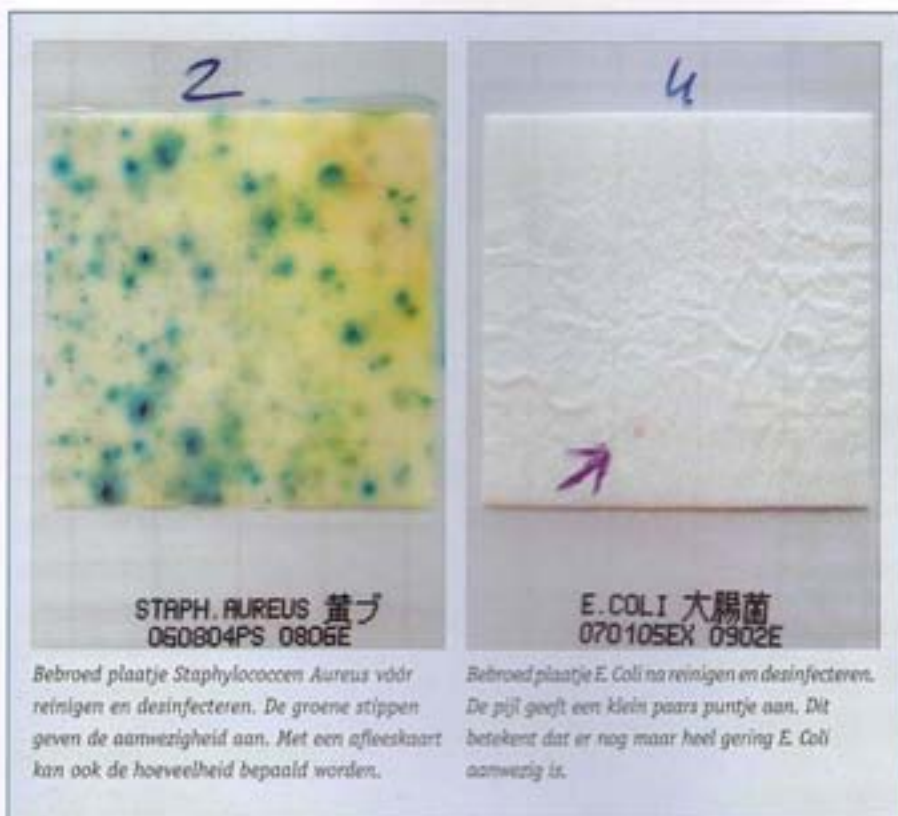 2
STAPH.AUREUS 黄ブ
060804PS 0806E
Bebroed plaatje Staphylococcen Aureus vóór
reinigen en desinfecteren. De groene stippen
geven de aanwezigheid aan. Met een afleeskaart
kan ook de hoeveelheid bepaald worden.
4
E.COLI 大腸菌
070105EX 0902E
Bebroed plaatje E. Coli na reinigen en desinfecteren.
De pijl geeft een klein paars puntje aan. Dit
betekent dat er nog maar heel gering E. Coli
aanwezig is.